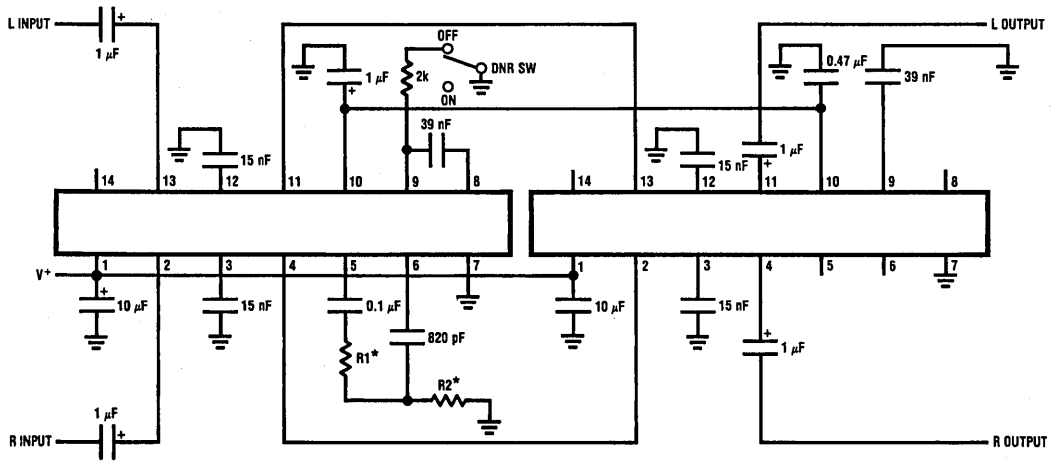 L INPUT
1 µF
+
OFF
DNR SW
ON
2k
1 µF
+
39 nF
15 nF
L OUTPUT
0.47 µF
39 nF
15 nF
1 µF
+
14 13 12 11 10 9 8
14 13 12 11 10 9 8
1 2 3 4 5 6 7
1 2 3 4 5 6 7
V+
+
10 µF
15 nF
0.1 µF
820 pF
R1*
R2*
10 µF
15 nF
+
1 µF
1 µF
+
R INPUT
R OUTPUT